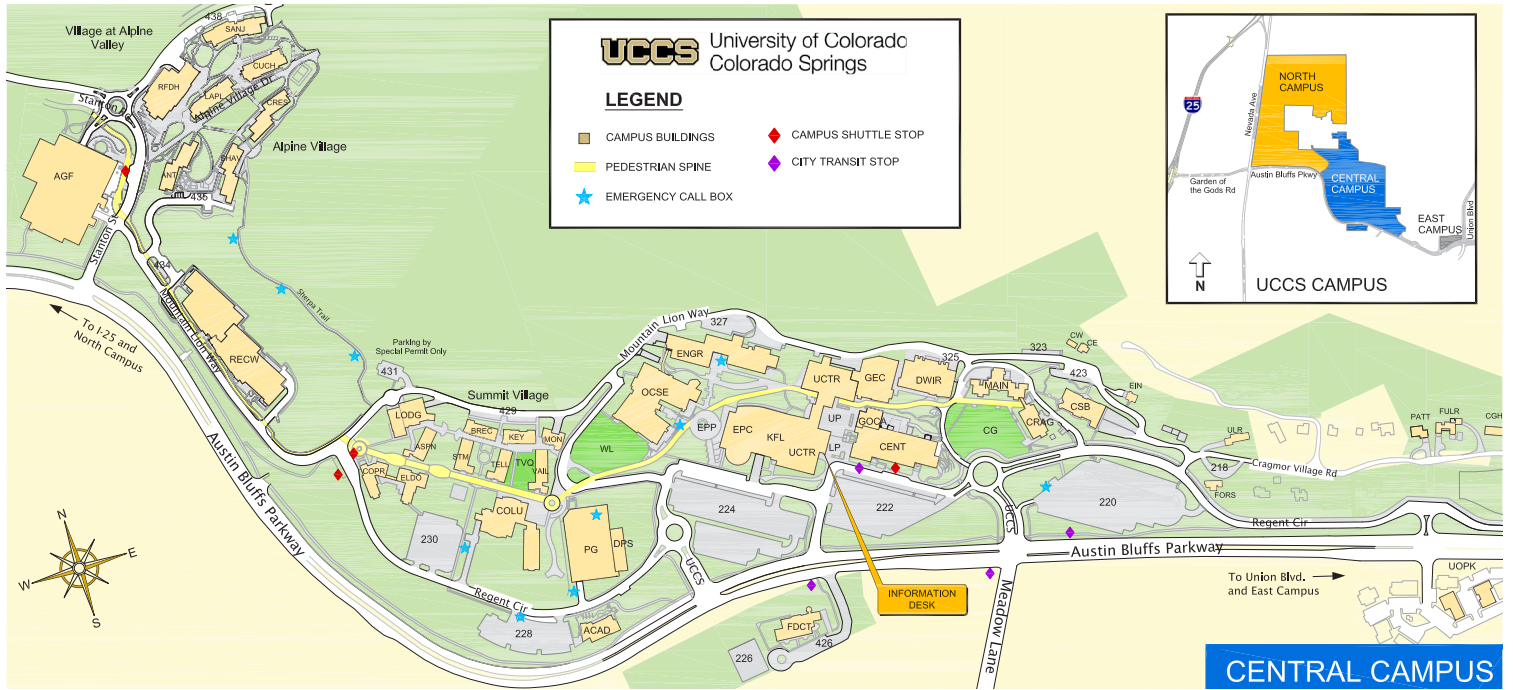 438
Village at Alpine
Valley
SANJ
CUCH
RFDH
LAPL
Alpine Village Dr
CRES
Alpine Village
SHAV
ANT
435
AGF
Stanton
Stanton St
434
Mountain Lion Way
RECW
Sherpa Trail
To I-25 and
North Campus
Parking by
Special Permit Only
431
Summit Village
429
LODG
ASPN
BREC
KEY
MON
STM
TELL
TVQ
VAIL
COPR
ELDO
COLU
230
PG
DPS
Regent Cir
228
ACAD
Austin Bluffs Parkway
N
E
W
S
UCCS University of Colorado
Colorado Springs
LEGEND
CAMPUS BUILDINGS
PEDESTRIAN SPINE
EMERGENCY CALL BOX
CAMPUS SHUTTLE STOP
CITY TRANSIT STOP
25
Nevada Ave
NORTH
CAMPUS
Austin Bluffs Pkwy
Garden of
the Gods Rd
CENTRAL
CAMPUS
EAST
CAMPUS
Union Blvd
N
UCCS CAMPUS
Mountain Lion Way
327
ENGR
OCSE
WL
EPP
EPC
KFL
UCTR
UCTR
UP
LP
GEC
DWIR
GOCA
CENT
325
323
MAIN
CG
CRAG
CW
CE
423
CSB
EIN
ULR
218
FORS
PATT
FULR
CGH
Cragmor Village Rd
224
222
220
UCCS
UCCS
Regent Cir
Austin Bluffs Parkway
Meadow Lane
INFORMATION
DESK
FDCT
426
226
To Union Blvd.
and East Campus
UOPK
CENTRAL CAMPUS